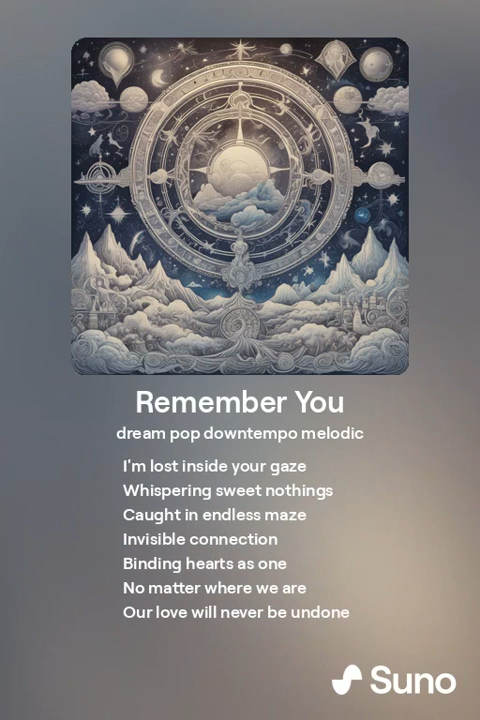 Remember You
dream pop downtempo melodic
I'm lost inside your gaze
Whispering sweet nothings
Caught in endless maze
Invisible connection
Binding hearts as one
No matter where we are
Our love will never be undone
Suno